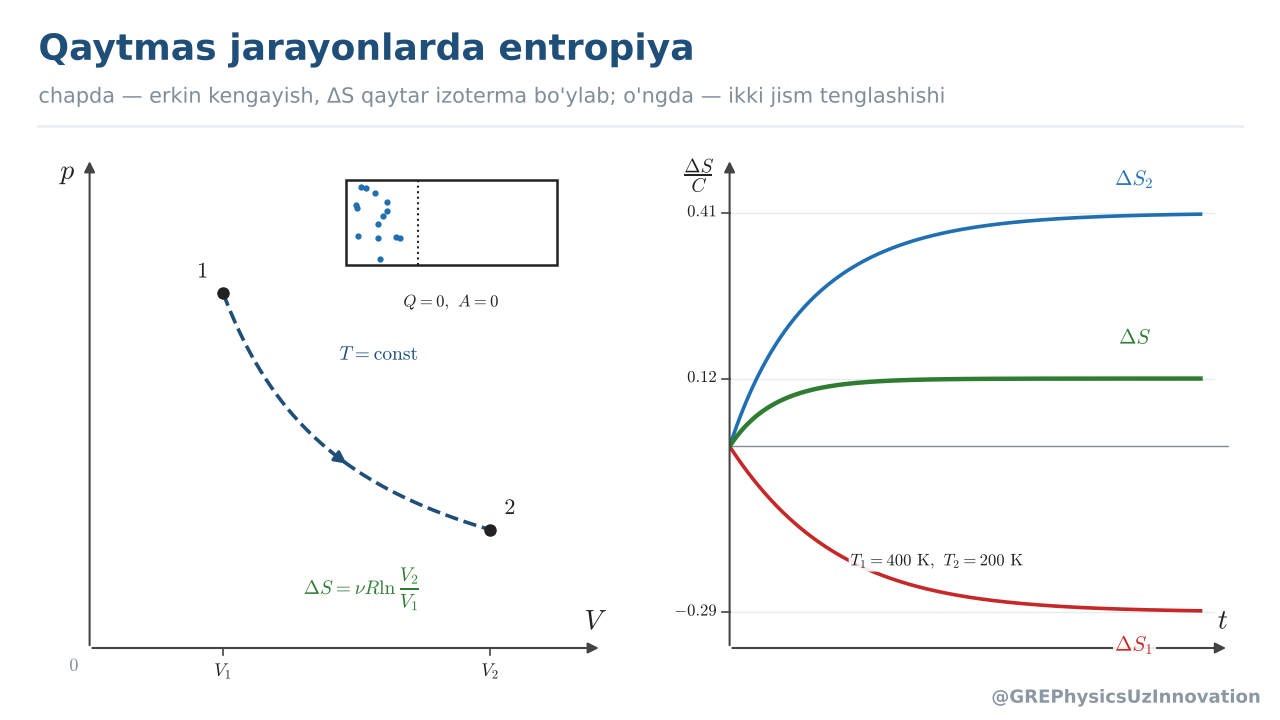 Qaytmas jarayonlarda entropiya
chapda — erkin kengayish, ΔS qaytar izoterma bo'ylab; o'ngda — ikki jism tenglashishi
p
1
Q = 0, A = 0
T = const
2
ΔS = νR ln V₂/V₁
V
0
V₁
V₂
ΔS/C
ΔS₂
0.41
ΔS
0.12
T₁ = 400 K, T₂ = 200 K
−0.29
t
ΔS₁
@GREPhysicsUzInnovation